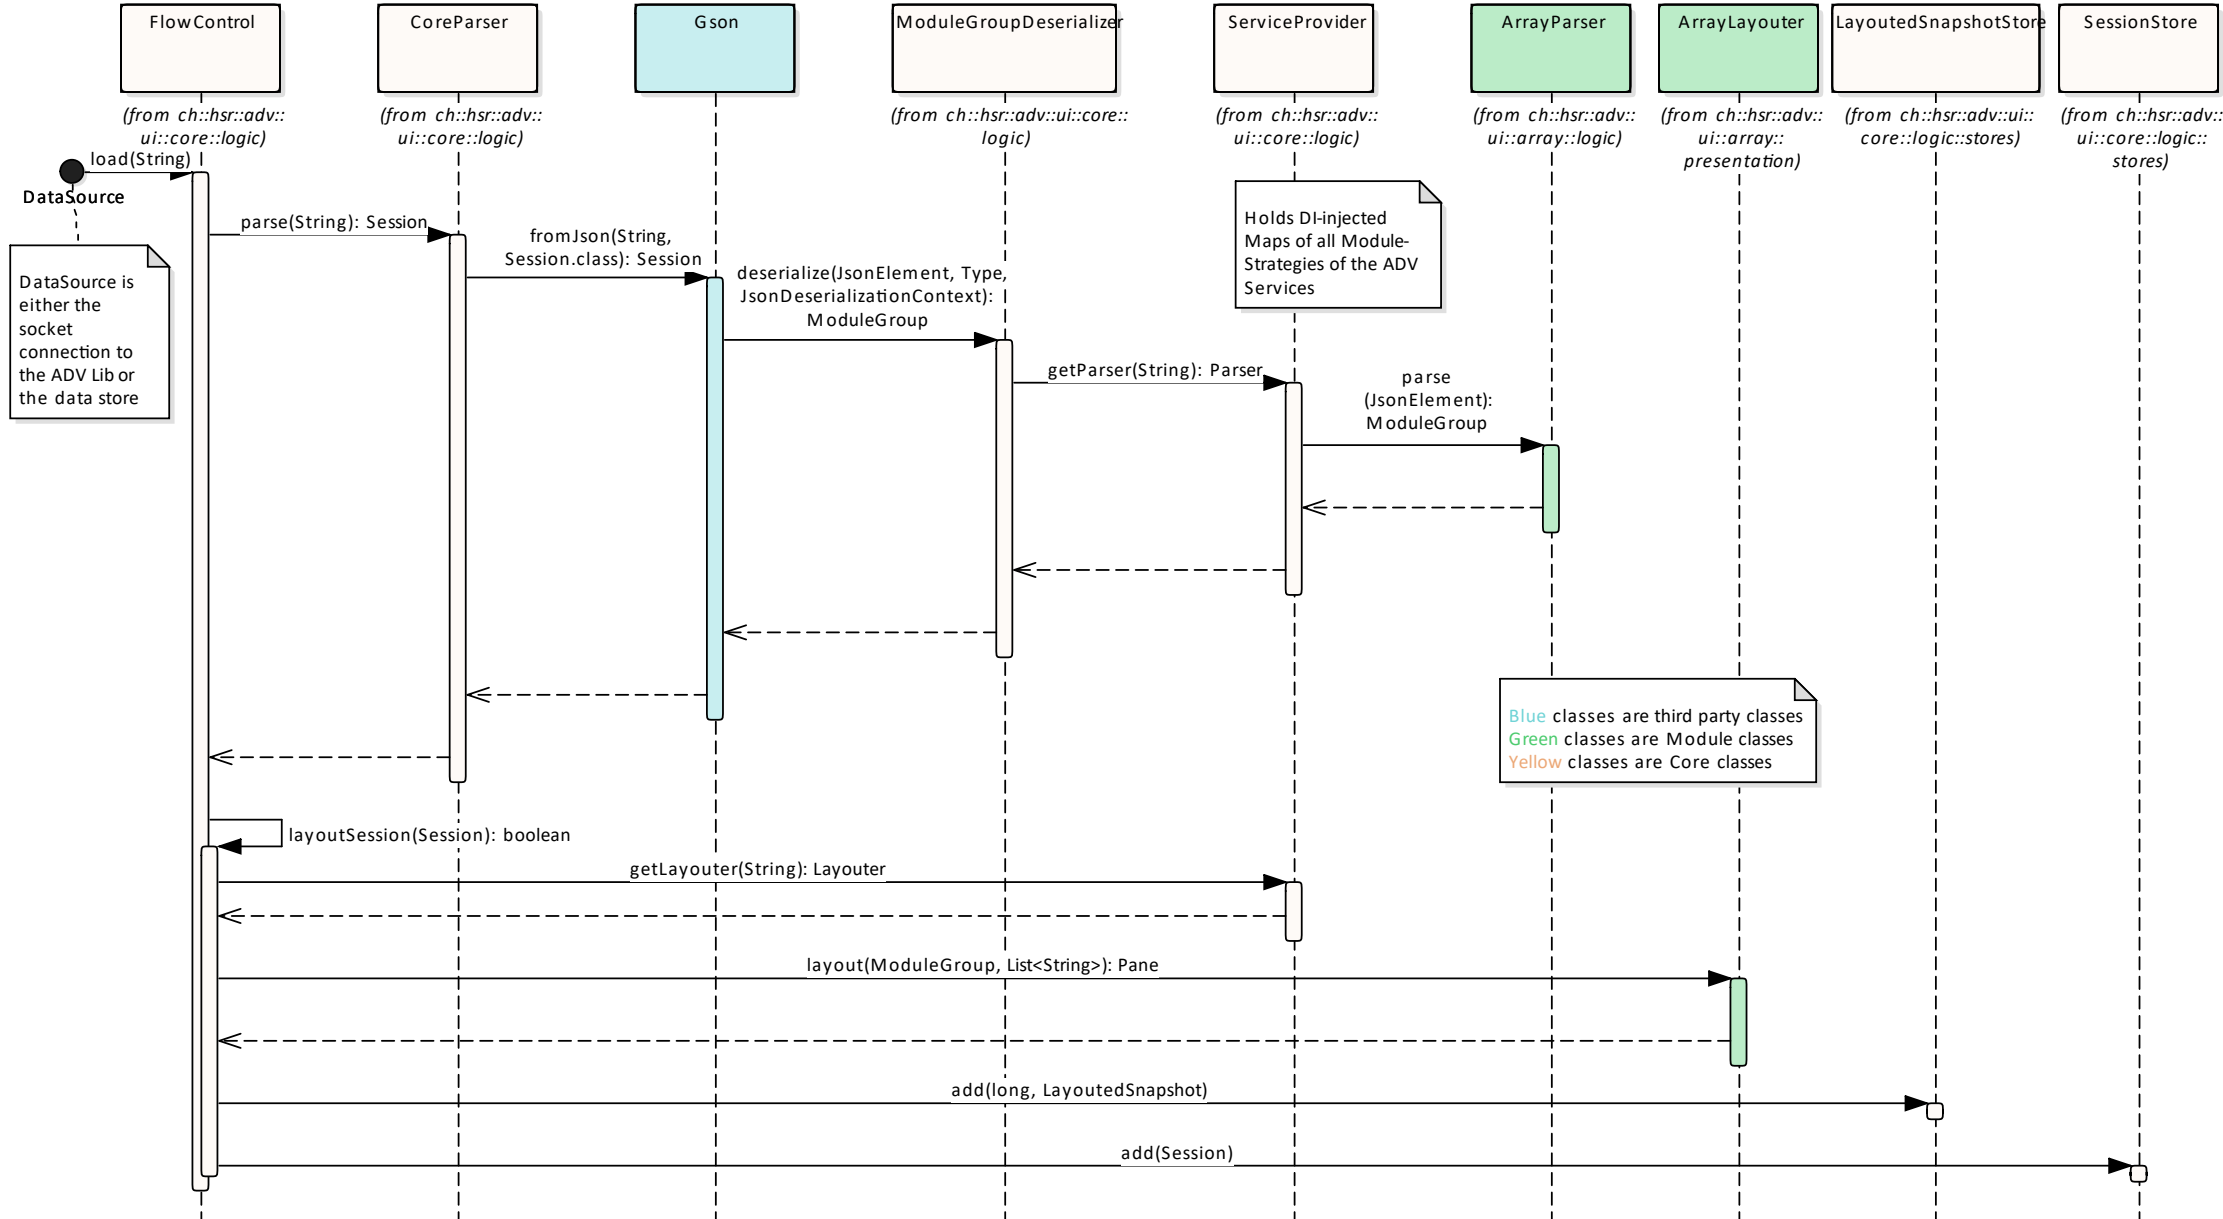 FlowControl
CoreParser
Gson
ModuleGroupDeserializer
ServiceProvider
ArrayParser
ArrayLayouter
LayoutedSnapshotStore
SessionStore
(from ch::hsr::adv::
ui::core::logic)
(from ch::hsr::adv::
ui::core::logic)
(from ch::hsr::adv::ui::core::
logic)
(from ch::hsr::adv::
ui::core::logic)
(from ch::hsr::adv::
ui::array::logic)
(from ch::hsr::adv::
ui::array::
presentation)
(from ch::hsr::adv::ui::
core::logic::stores)
(from ch::hsr::adv::
ui::core::logic::
stores)
load(String)
DataSource
DataSource is
either the
socket
connection to
the ADV Lib or
the data store
parse(String): Session
fromJson(String,
Session.class): Session
deserialize(JsonElement, Type,
JsonDeserializationContext):
ModuleGroup
Holds DI-injected
Maps of all Module-
Strategies of the ADV
Services
getParser(String): Parser
parse
(JsonElement):
ModuleGroup
Blue classes are third party classes
Green classes are Module classes
Yellow classes are Core classes
layoutSession(Session): boolean
getLayouter(String): Layouter
layout(ModuleGroup, List<String>): Pane
add(long, LayoutedSnapshot)
add(Session)